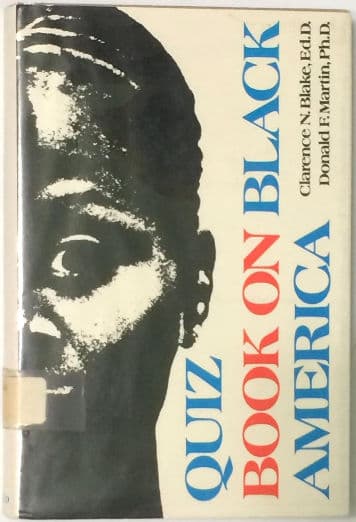 QUIZ
BOOK ON BLACK
AMERICA
Clarence N. Blake, Ed.D.
Donald F. Martin, Ph.D.